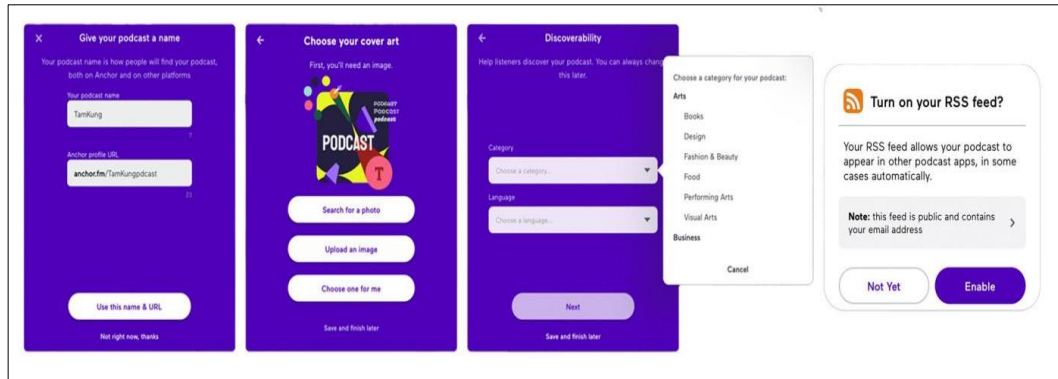 Give your podcast a name
Your podcast name is how people will find your podcast,
both on Anchor and on other platforms
Your podcast name
TamKung
7
Anchor profile URL
anchor.fm/TamKungpdcast
23
Use this name & URL
Not right now, thanks
Choose your cover art
First, you'll need an image.
PODCAST
PODCAST
podcast
PODCAST
T
Search for a photo
Upload an image
Choose one for me
Save and finish later
Discoverability
Help listeners discover your podcast. You can always chang
this later.
Category
Choose a category...
Language
Choose a language...
Next
Save and finish later
Choose a category for your podcast:
Arts
Books
Design
Fashion & Beauty
Food
Performing Arts
Visual Arts
Business
Cancel
Turn on your RSS feed?
Your RSS feed allows your podcast to
appear in other podcast apps, in some
cases automatically.
Note: this feed is public and contains
your email address
Not Yet
Enable